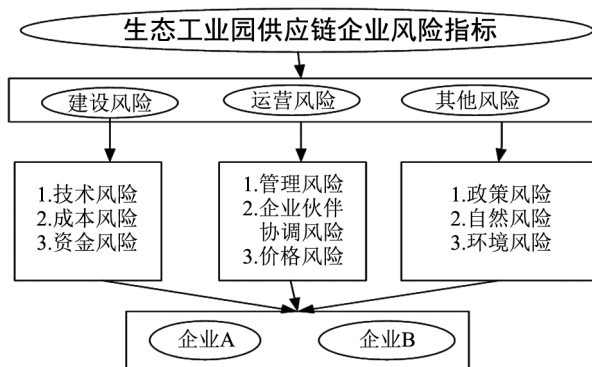 生态工业园供应链企业风险指标
建设风险
运营风险
其他风险
1.技术风险
2.成本风险
3.资金风险
1.管理风险
2.企业伙伴
协调风险
3.价格风险
1.政策风险
2.自然风险
3.环境风险
企业A
企业B